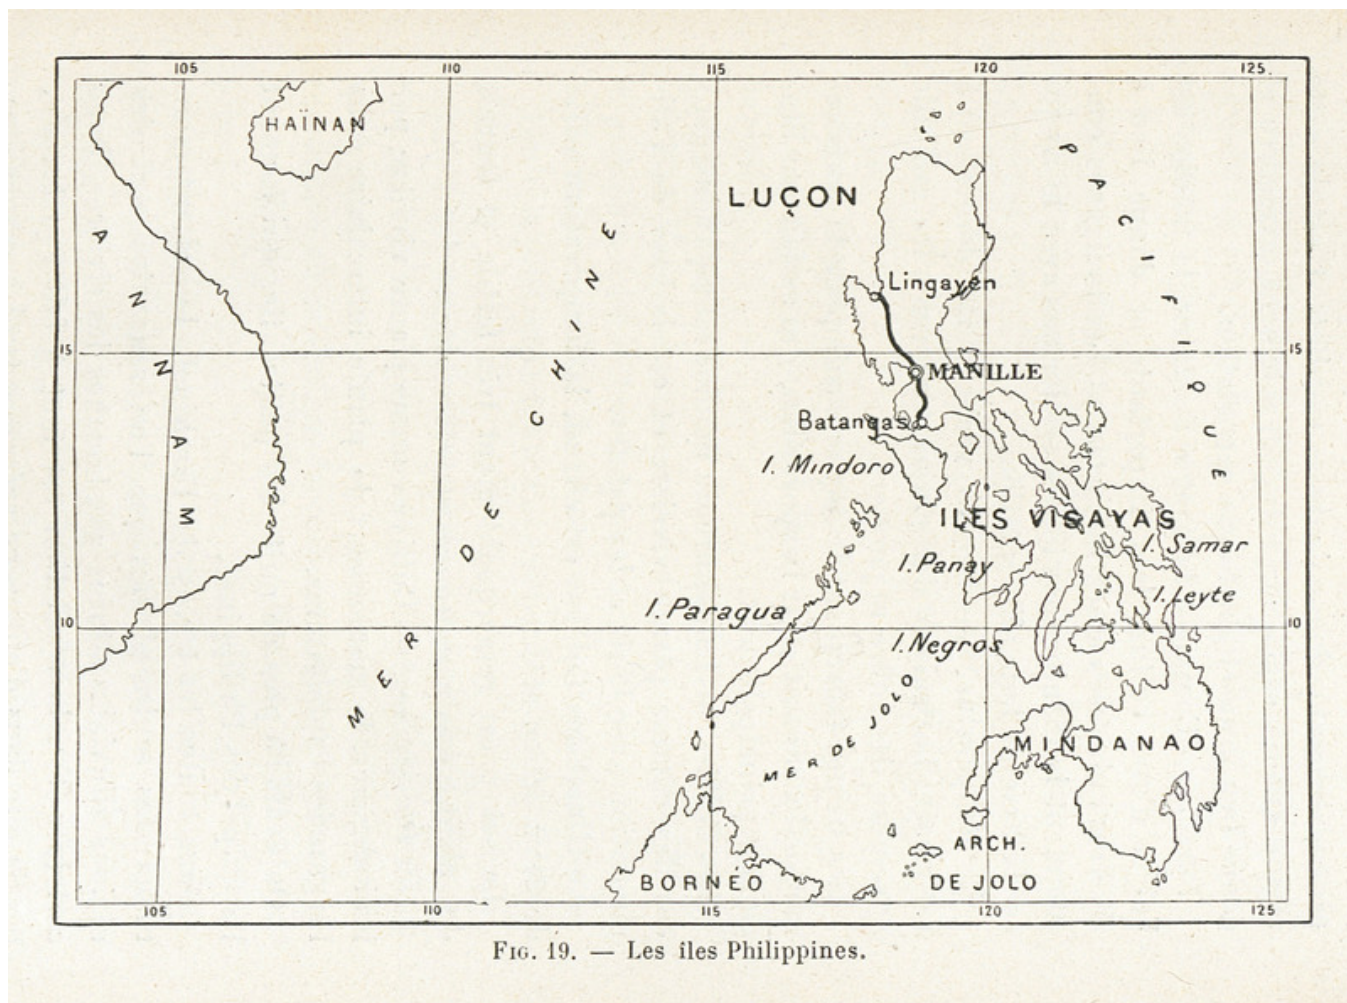 105 110 115 120 125
HAÏNAN
PACIFIQUE
LUÇON
ANNAM
MER DE CHINE
Lingayen
15 15
MANILLE
Batangas
I. Mindoro
ILES VISAYAS
I. Samar
I. Panay
I. Leyte
I. Paragua
10 10
I. Negros
MER DE JOLO
MINDANAO
ARCH.
DE JOLO
BORNÉO
105 110 115 120 125
FIG. 19. — Les îles Philippines.